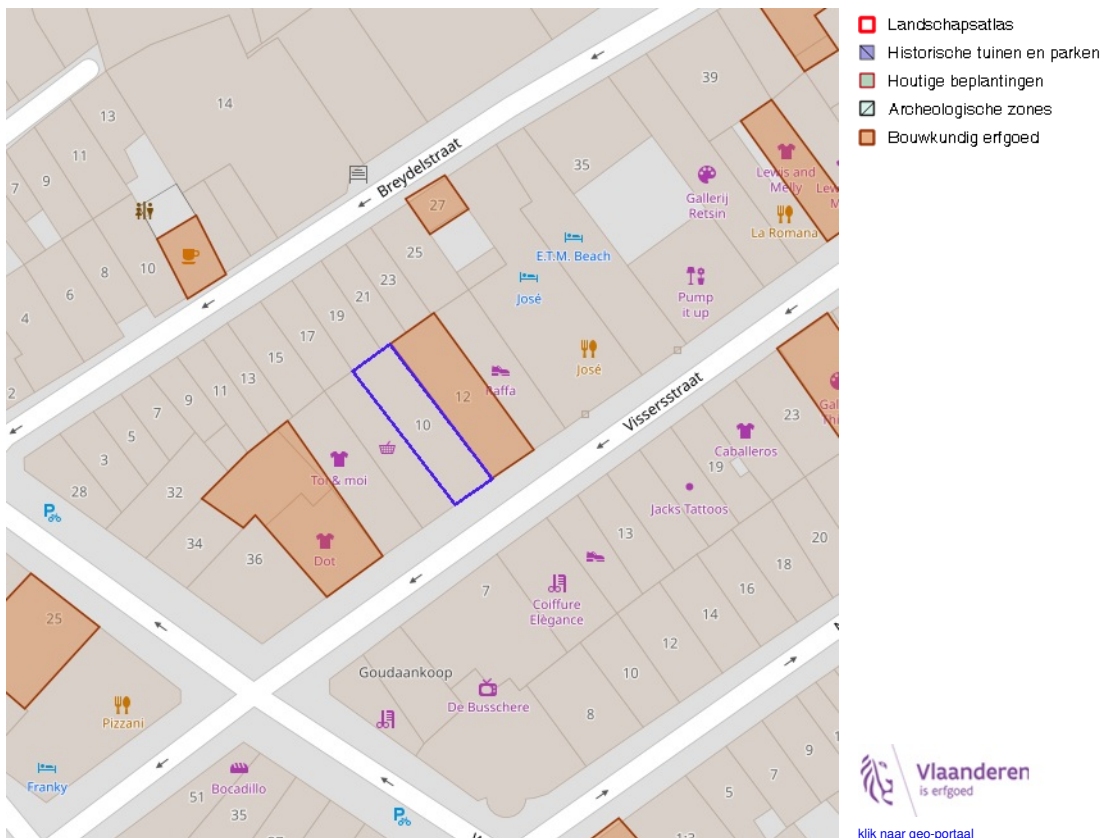 Landschapsatlas
Historische tuinen en parken
Houtige beplantingen
Archeologische zones
Bouwkundig erfgoed
39
14
13
11
7
9
Breydelstraat
35
Lewis and
Melly
Gallerij
Retsin
La Romana
27
25
E.T.M. Beach
10
8
6
4
23
21
19
17
15
13
11
9
7
5
3
2
José
Pump
it up
José
12
Raffa
10
Vissersstraat
23
Caballeros
19
Toi & moi
Jacks Tattoos
28
32
34
36
Dot
13
20
18
16
14
12
10
8
7
Coiffure
Elégance
25
Goudaankoop
De Busschere
Pizzani
Franky
Bocadillo
51
35
9
7
5
Vlaanderen
is erfgoed
klik naar geo-portaal